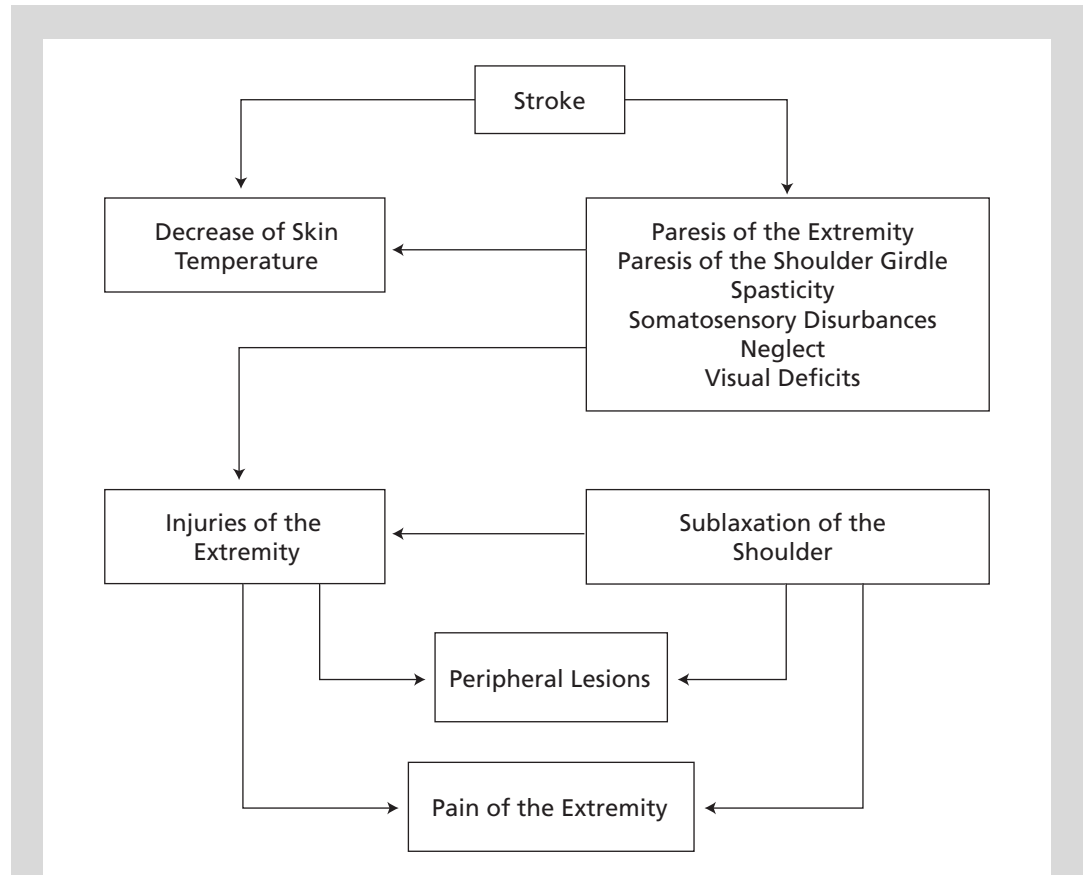 Stroke
Decrease of Skin
Temperature
Paresis of the Extremity
Paresis of the Shoulder Girdle
Spasticity
Somatosensory Disurbances
Neglect
Visual Deficits
Injuries of the
Extremity
Sublaxation of the
Shoulder
Peripheral Lesions
Pain of the Extremity